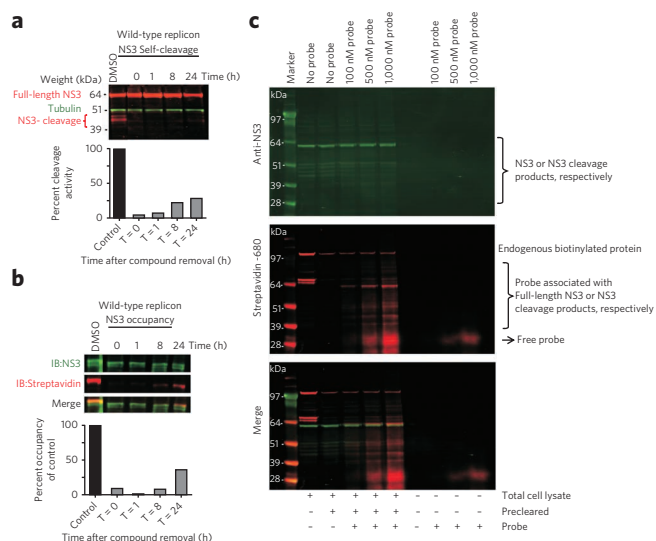 a
Wild-type replicon
NS3 Self-cleavage
DMSO
Weight (kDa)
0 1 8 24 Time (h)
Full-length NS3 64
Tubulin 51
NS3- cleavage
39
Percent cleavage
activity
100
50
0
Control
T = 0
T = 1
T = 8
T = 24
Time after compound removal (h)
b
Wild-type replicon
NS3 occupancy
DMSO
0 1 8 24 Time (h)
IB:NS3
IB:Streptavidin
Merge
Percent occupancy
of control
100
50
0
Control
T = 0
T = 1
T = 8
T = 24
Time after compound removal (h)
c
Marker
No probe
No probe
100 nM probe
500 nM probe
1,000 nM probe
100 nM probe
500 nM probe
1,000 nM probe
kDa
Anti-NS3
97-
64-
51-
39-
28-
NS3 or NS3 cleavage
products, respectively
kDa
Streptavidin -680
97-
64-
51-
39-
28-
Endogenous biotinylated protein
Probe associated with
Full-length NS3 or NS3
cleavage products, respectively
Free probe
kDa
Merge
97-
64-
51-
39-
28-
+ + + + + – – – – Total cell lysate
– + + + + – – – – Precleared
– – + + + – + + + Probe